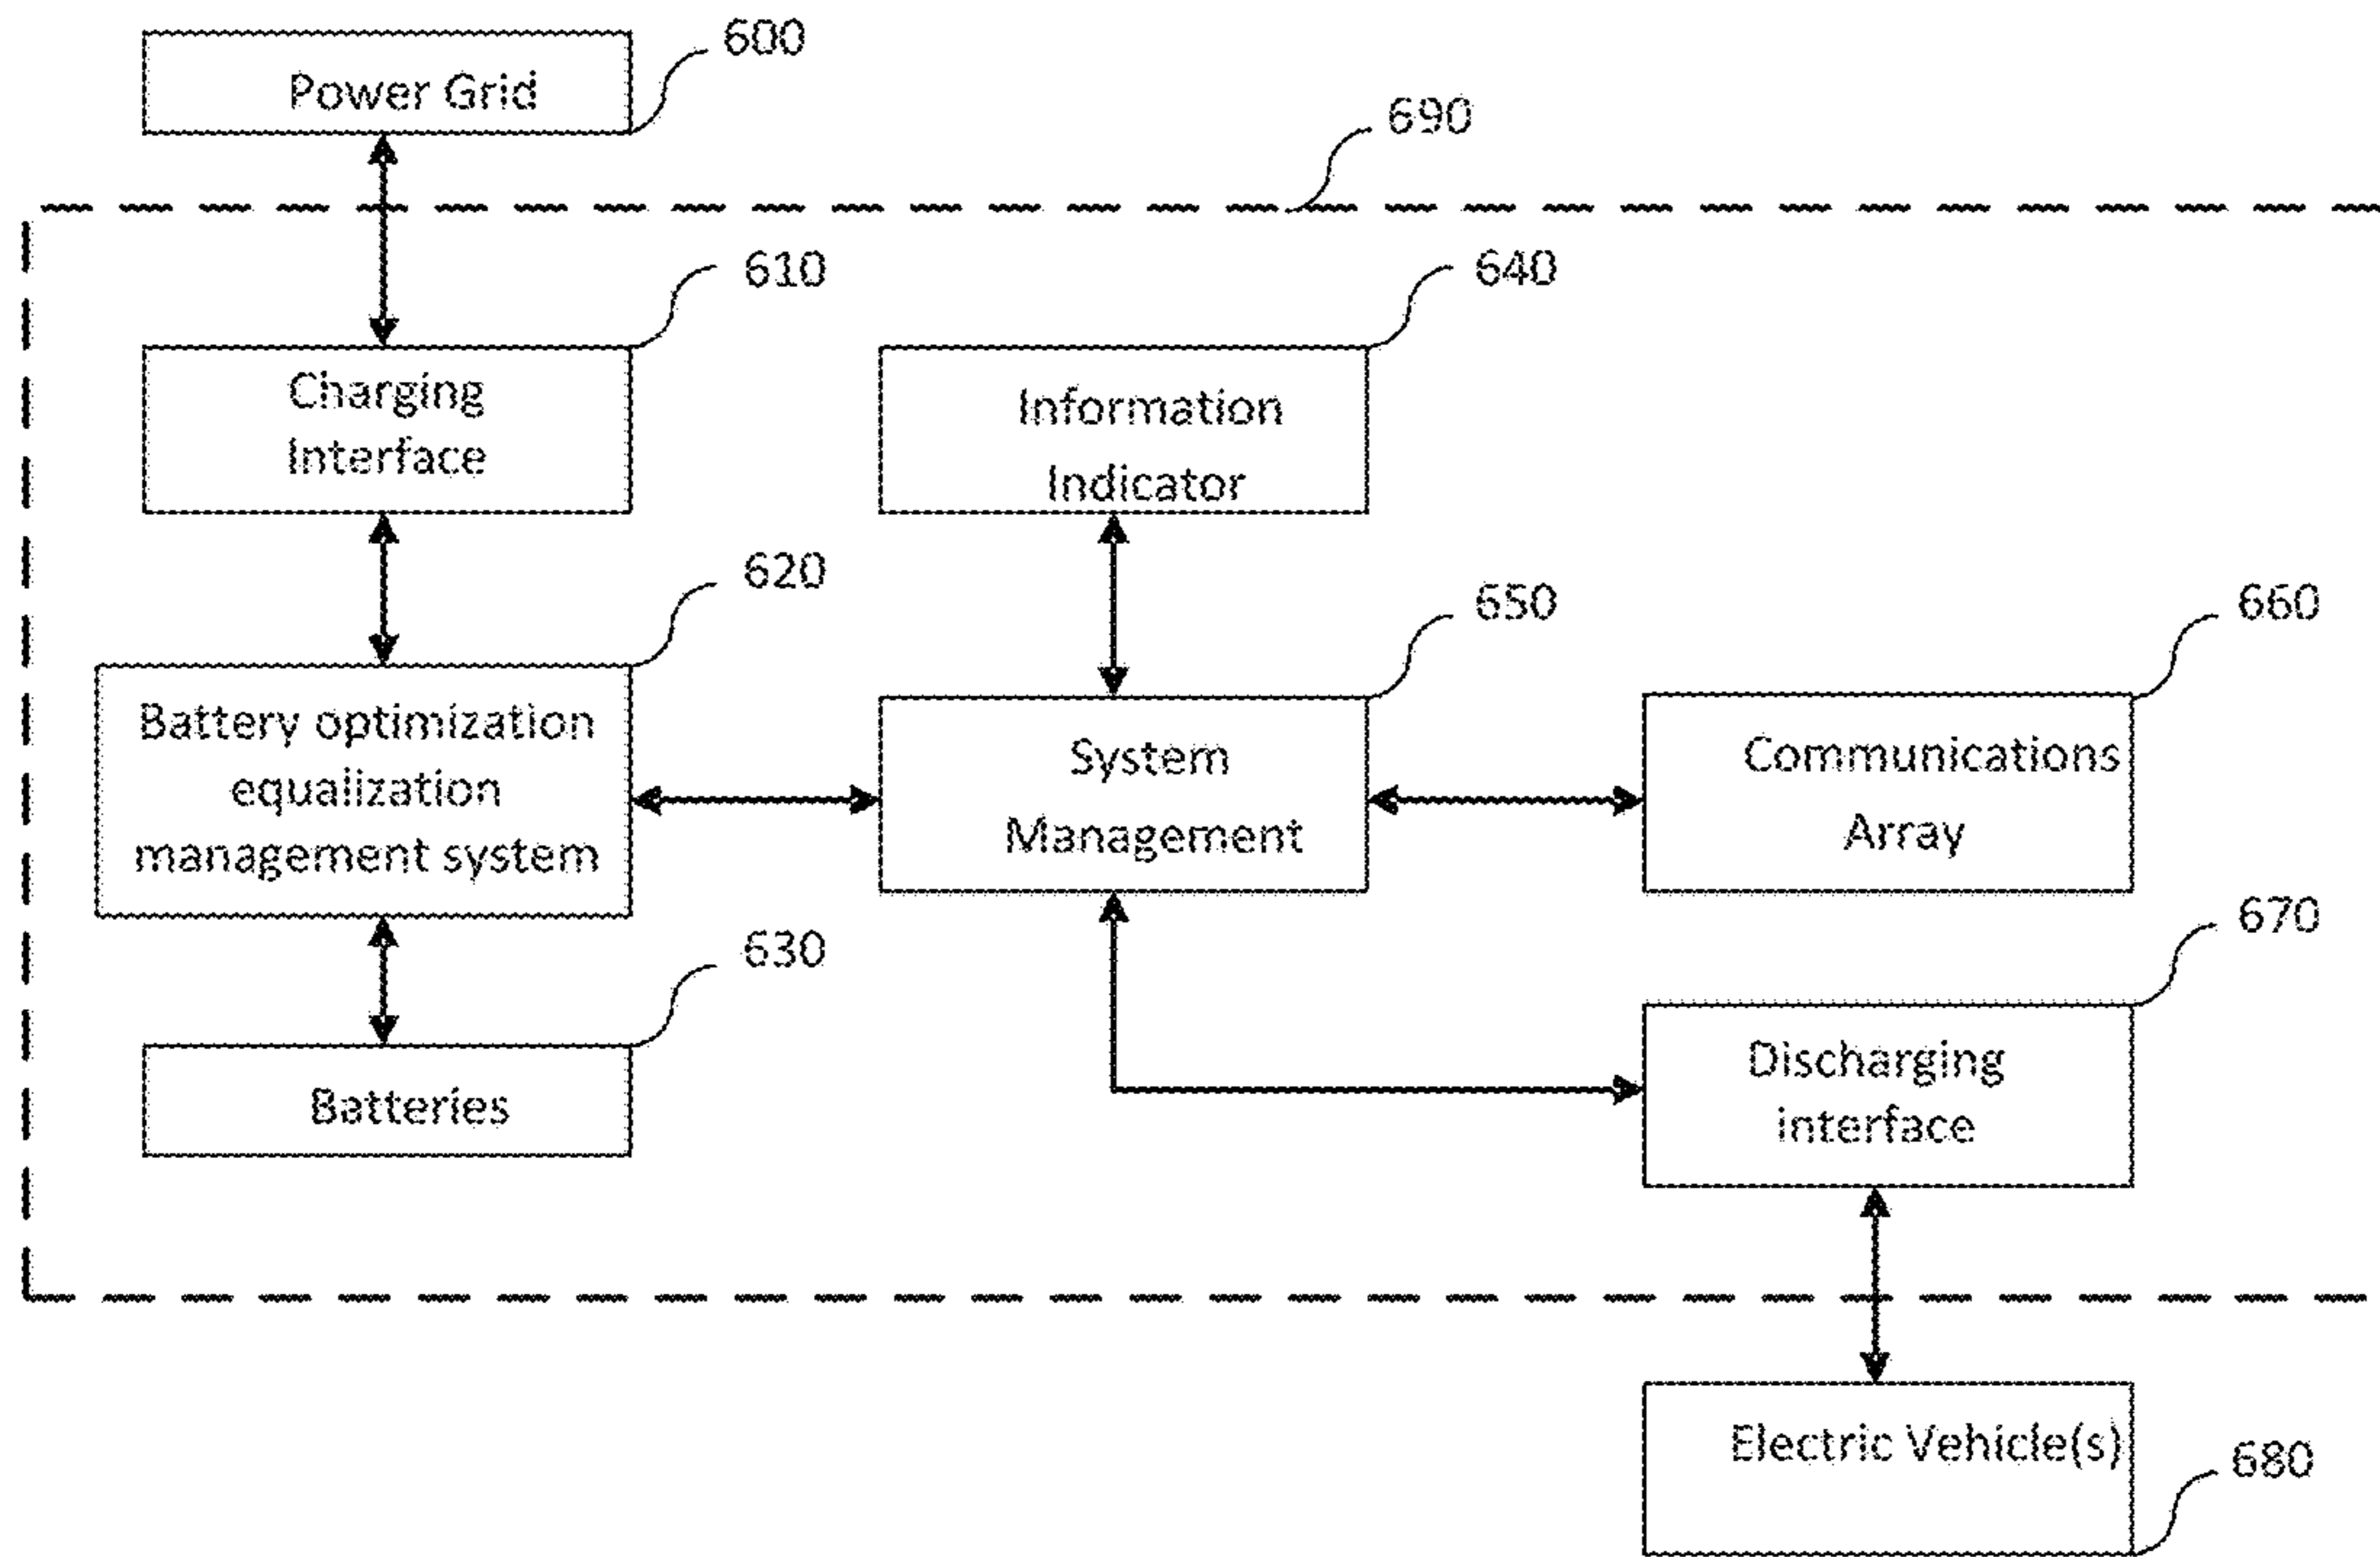 Power Grid
600
690
Charging
Interface
610
Information
Indicator
640
Battery optimization
equalization
management system
620
System
Management
650
Communications
Array
660
Batteries
630
Discharging
interface
670
Electric Vehicle(s)
680